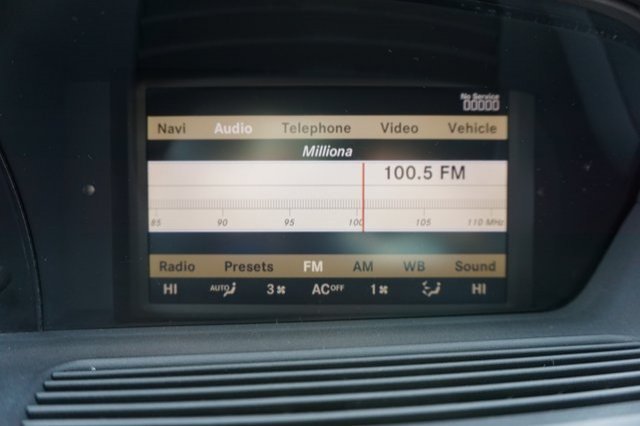 No Service
00000
Navi Audio Telephone Video Vehicle
Milliona
100.5 FM
85 90 95 100 105 110 MHz
Radio Presets FM AM WB Sound
HI AUTO 3 AC OFF 1 HI